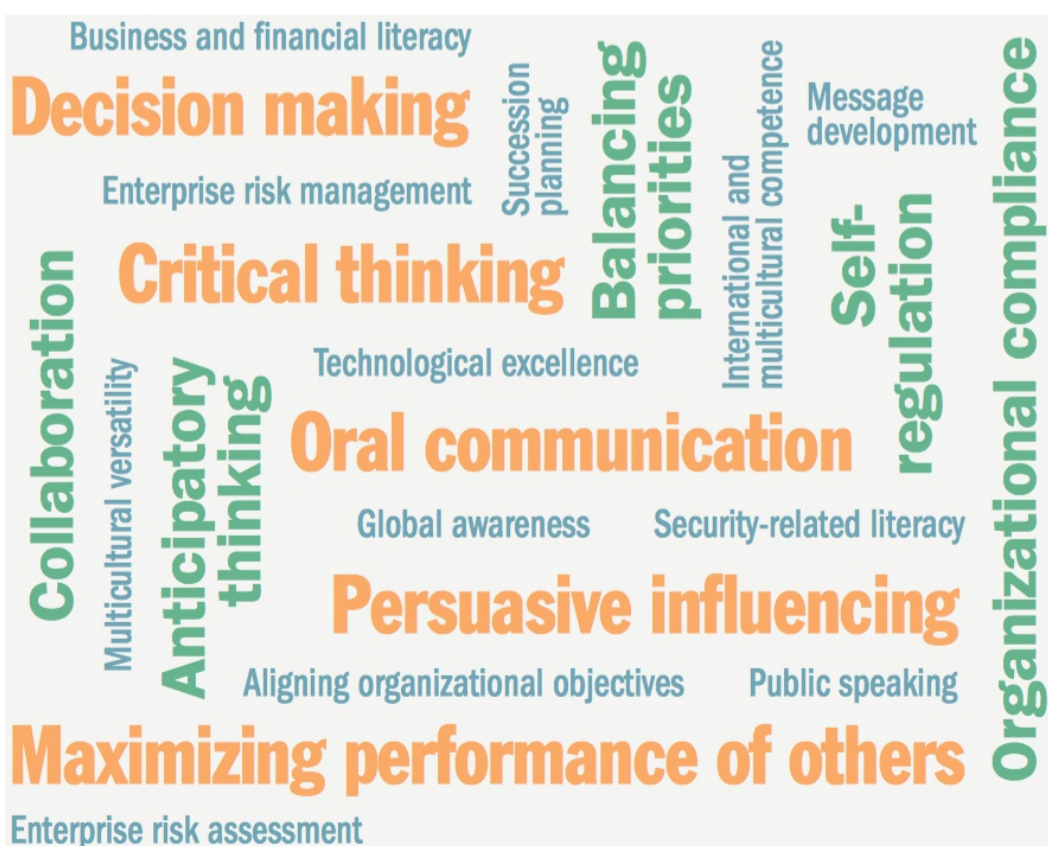 Business and financial literacy
Decision making
Enterprise risk management
Succession
planning
Balancing
priorities
International and
multicultural competence
Message
development
Self-
regulation
Organizational compliance
Critical thinking
Collaboration
Multicultural versatility
Anticipatory
thinking
Technological excellence
Oral communication
Global awareness
Security-related literacy
Persuasive influencing
Aligning organizational objectives
Public speaking
Maximizing performance of others
Enterprise risk assessment